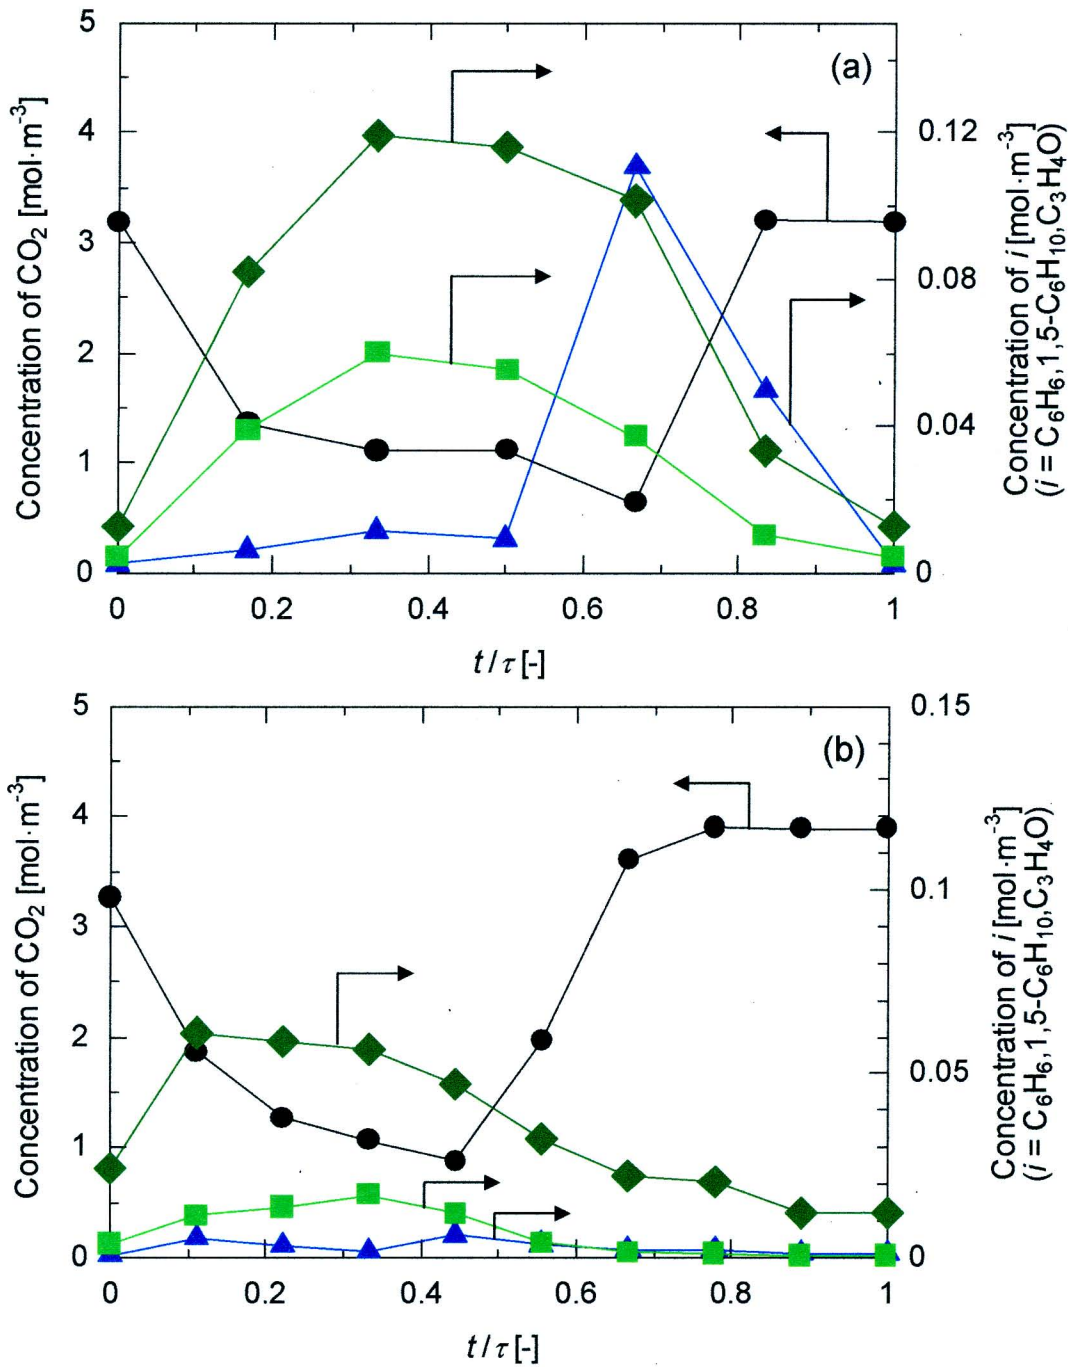 (a)
5
4
3
2
1
0
Concentration of CO₂ [mol·m⁻³]
0.12
0.08
0.04
0
Concentration of i [mol·m⁻³]
(i = C₆H₆,1,5-C₆H₁₀,C₃H₄O)
0 0.2 0.4 0.6 0.8 1
t / τ [-]
(b)
5
4
3
2
1
0
Concentration of CO₂ [mol·m⁻³]
0.15
0.1
0.05
0
Concentration of i [mol·m⁻³]
(i = C₆H₆,1,5-C₆H₁₀,C₃H₄O)
0 0.2 0.4 0.6 0.8 1
t / τ [-]